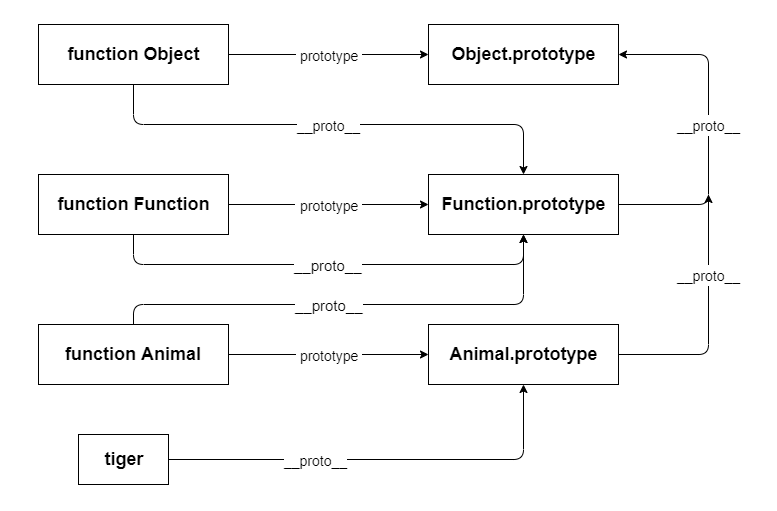 function Object
prototype
Object.prototype
__proto__
__proto__
function Function
prototype
Function.prototype
__proto__
__proto__
__proto__
function Animal
prototype
Animal.prototype
tiger
__proto__